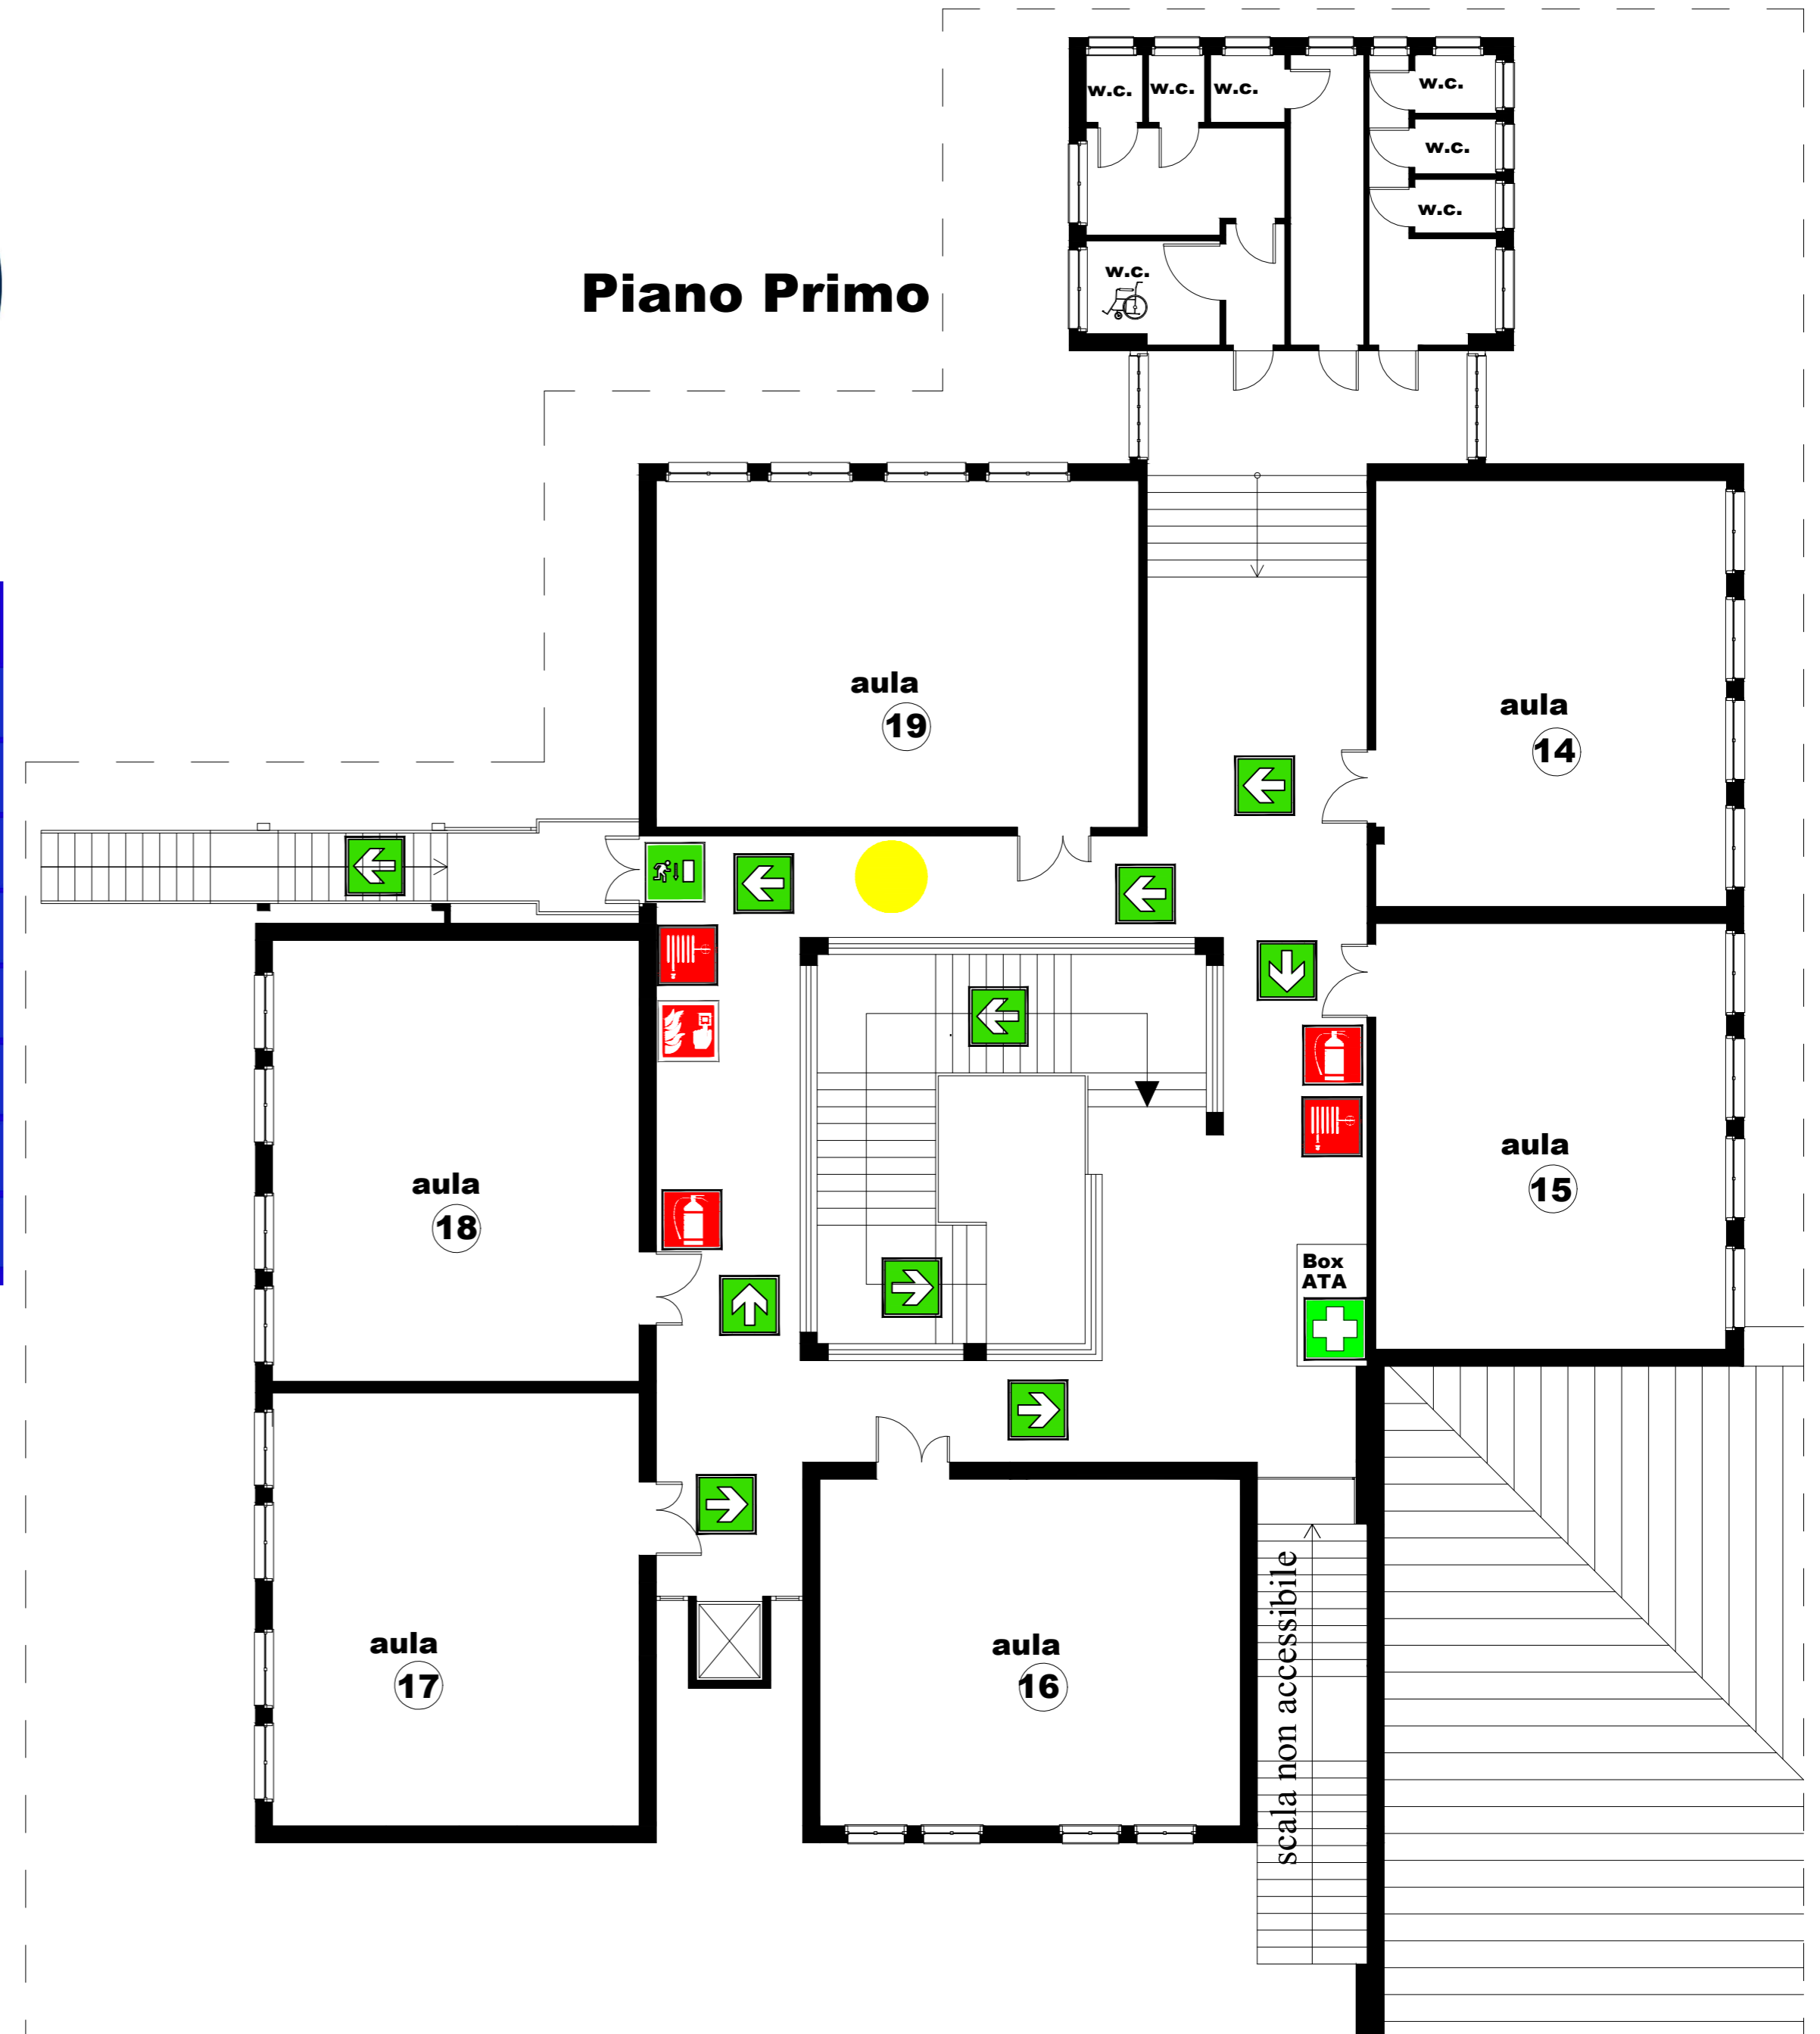 w.c.
w.c.
w.c.
w.c.
w.c.
w.c.
w.c.
Piano Primo
aula
19
aula
14
aula
18
aula
15
Box
ATA
aula
17
aula
16
scala non accessibile